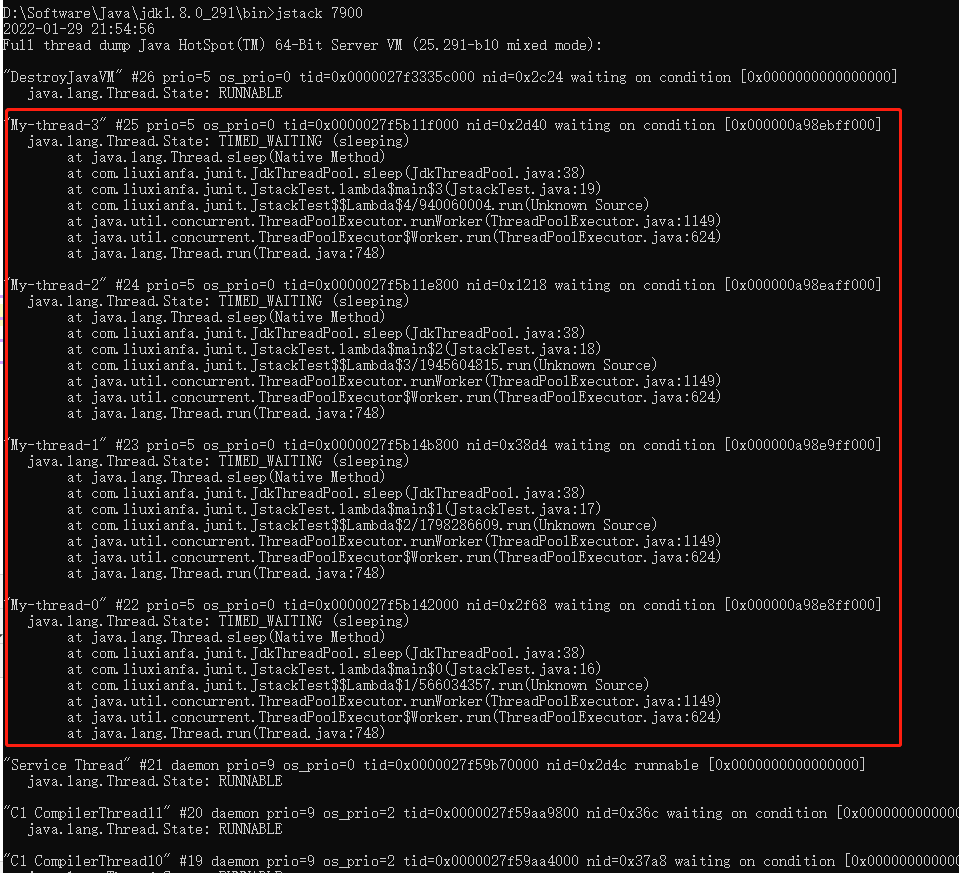 D:\Software\Java\jdk1.8.0_291\bin>jstack 7900
2022-01-29 21:54:56
Full thread dump Java HotSpot(TM) 64-Bit Server VM (25.291-b10 mixed mode):
"DestroyJavaVM" #26 prio=5 os_prio=0 tid=0x0000027f3335c000 nid=0x2c24 waiting on condition [0x0000000000000000]
java.lang.Thread.State: RUNNABLE
"My-thread-3" #25 prio=5 os_prio=0 tid=0x0000027f5b11f000 nid=0x2d40 waiting on condition [0x000000a98ebff000]
java.lang.Thread.State: TIMED_WAITING (sleeping)
at java.lang.Thread.sleep(Native Method)
at com.liuxianfa.junit.JdkThreadPool.sleep(JdkThreadPool.java:38)
at com.liuxianfa.junit.JstackTest.lambda$main$3(JstackTest.java:19)
at com.liuxianfa.junit.JstackTest$$Lambda$4/940060004.run(Unknown Source)
at java.util.concurrent.ThreadPoolExecutor.runWorker(ThreadPoolExecutor.java:1149)
at java.util.concurrent.ThreadPoolExecutor$Worker.run(ThreadPoolExecutor.java:624)
at java.lang.Thread.run(Thread.java:748)
"My-thread-2" #24 prio=5 os_prio=0 tid=0x0000027f5b11e800 nid=0x1218 waiting on condition [0x000000a98eaff000]
java.lang.Thread.State: TIMED_WAITING (sleeping)
at java.lang.Thread.sleep(Native Method)
at com.liuxianfa.junit.JdkThreadPool.sleep(JdkThreadPool.java:38)
at com.liuxianfa.junit.JstackTest.lambda$main$2(JstackTest.java:18)
at com.liuxianfa.junit.JstackTest$$Lambda$3/1945604815.run(Unknown Source)
at java.util.concurrent.ThreadPoolExecutor.runWorker(ThreadPoolExecutor.java:1149)
at java.util.concurrent.ThreadPoolExecutor$Worker.run(ThreadPoolExecutor.java:624)
at java.lang.Thread.run(Thread.java:748)
"My-thread-1" #23 prio=5 os_prio=0 tid=0x0000027f5b14b800 nid=0x38d4 waiting on condition [0x000000a98e9ff000]
java.lang.Thread.State: TIMED_WAITING (sleeping)
at java.lang.Thread.sleep(Native Method)
at com.liuxianfa.junit.JdkThreadPool.sleep(JdkThreadPool.java:38)
at com.liuxianfa.junit.JstackTest.lambda$main$1(JstackTest.java:17)
at com.liuxianfa.junit.JstackTest$$Lambda$2/1798286609.run(Unknown Source)
at java.util.concurrent.ThreadPoolExecutor.runWorker(ThreadPoolExecutor.java:1149)
at java.util.concurrent.ThreadPoolExecutor$Worker.run(ThreadPoolExecutor.java:624)
at java.lang.Thread.run(Thread.java:748)
"My-thread-0" #22 prio=5 os_prio=0 tid=0x0000027f5b142000 nid=0x2f68 waiting on condition [0x000000a98e8ff000]
java.lang.Thread.State: TIMED_WAITING (sleeping)
at java.lang.Thread.sleep(Native Method)
at com.liuxianfa.junit.JdkThreadPool.sleep(JdkThreadPool.java:38)
at com.liuxianfa.junit.JstackTest.lambda$main$0(JstackTest.java:16)
at com.liuxianfa.junit.JstackTest$$Lambda$1/566034357.run(Unknown Source)
at java.util.concurrent.ThreadPoolExecutor.runWorker(ThreadPoolExecutor.java:1149)
at java.util.concurrent.ThreadPoolExecutor$Worker.run(ThreadPoolExecutor.java:624)
at java.lang.Thread.run(Thread.java:748)
"Service Thread" #21 daemon prio=9 os_prio=0 tid=0x0000027f59b70000 nid=0x2d4c runnable [0x0000000000000000]
java.lang.Thread.State: RUNNABLE
"C1 CompilerThread11" #20 daemon prio=9 os_prio=2 tid=0x0000027f59aa9800 nid=0x36c waiting on condition [0x0000000000000
java.lang.Thread.State: RUNNABLE
"C1 CompilerThread10" #19 daemon prio=9 os_prio=2 tid=0x0000027f59aa4000 nid=0x37a8 waiting on condition [0x000000000000
java.lang.Thread.State: RUNNABLE